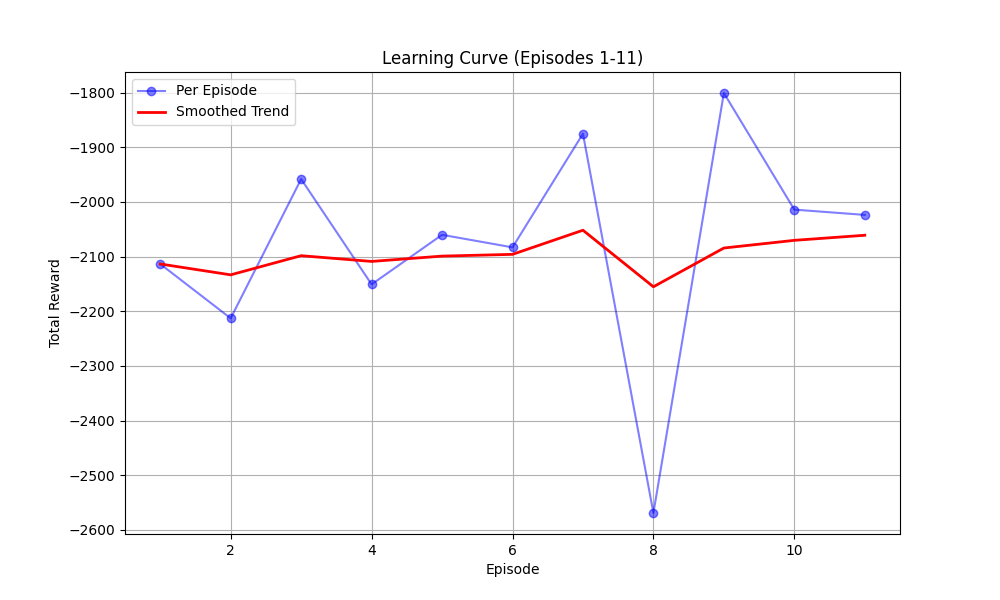 Learning Curve (Episodes 1-11)
Per Episode
Smoothed Trend
Total Reward
−1800
−1900
−2000
−2100
−2200
−2300
−2400
−2500
−2600
2 4 6 8 10
Episode